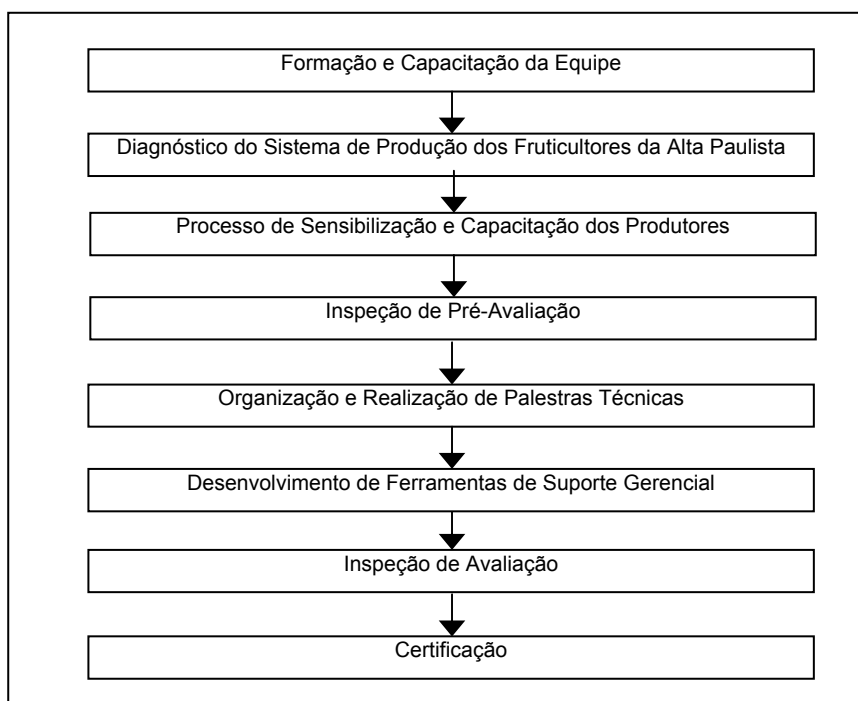 Formação e Capacitação da Equipe
Diagnóstico do Sistema de Produção dos Fruticultores da Alta Paulista
Processo de Sensibilização e Capacitação dos Produtores
Inspeção de Pré-Avaliação
Organização e Realização de Palestras Técnicas
Desenvolvimento de Ferramentas de Suporte Gerencial
Inspeção de Avaliação
Certificação